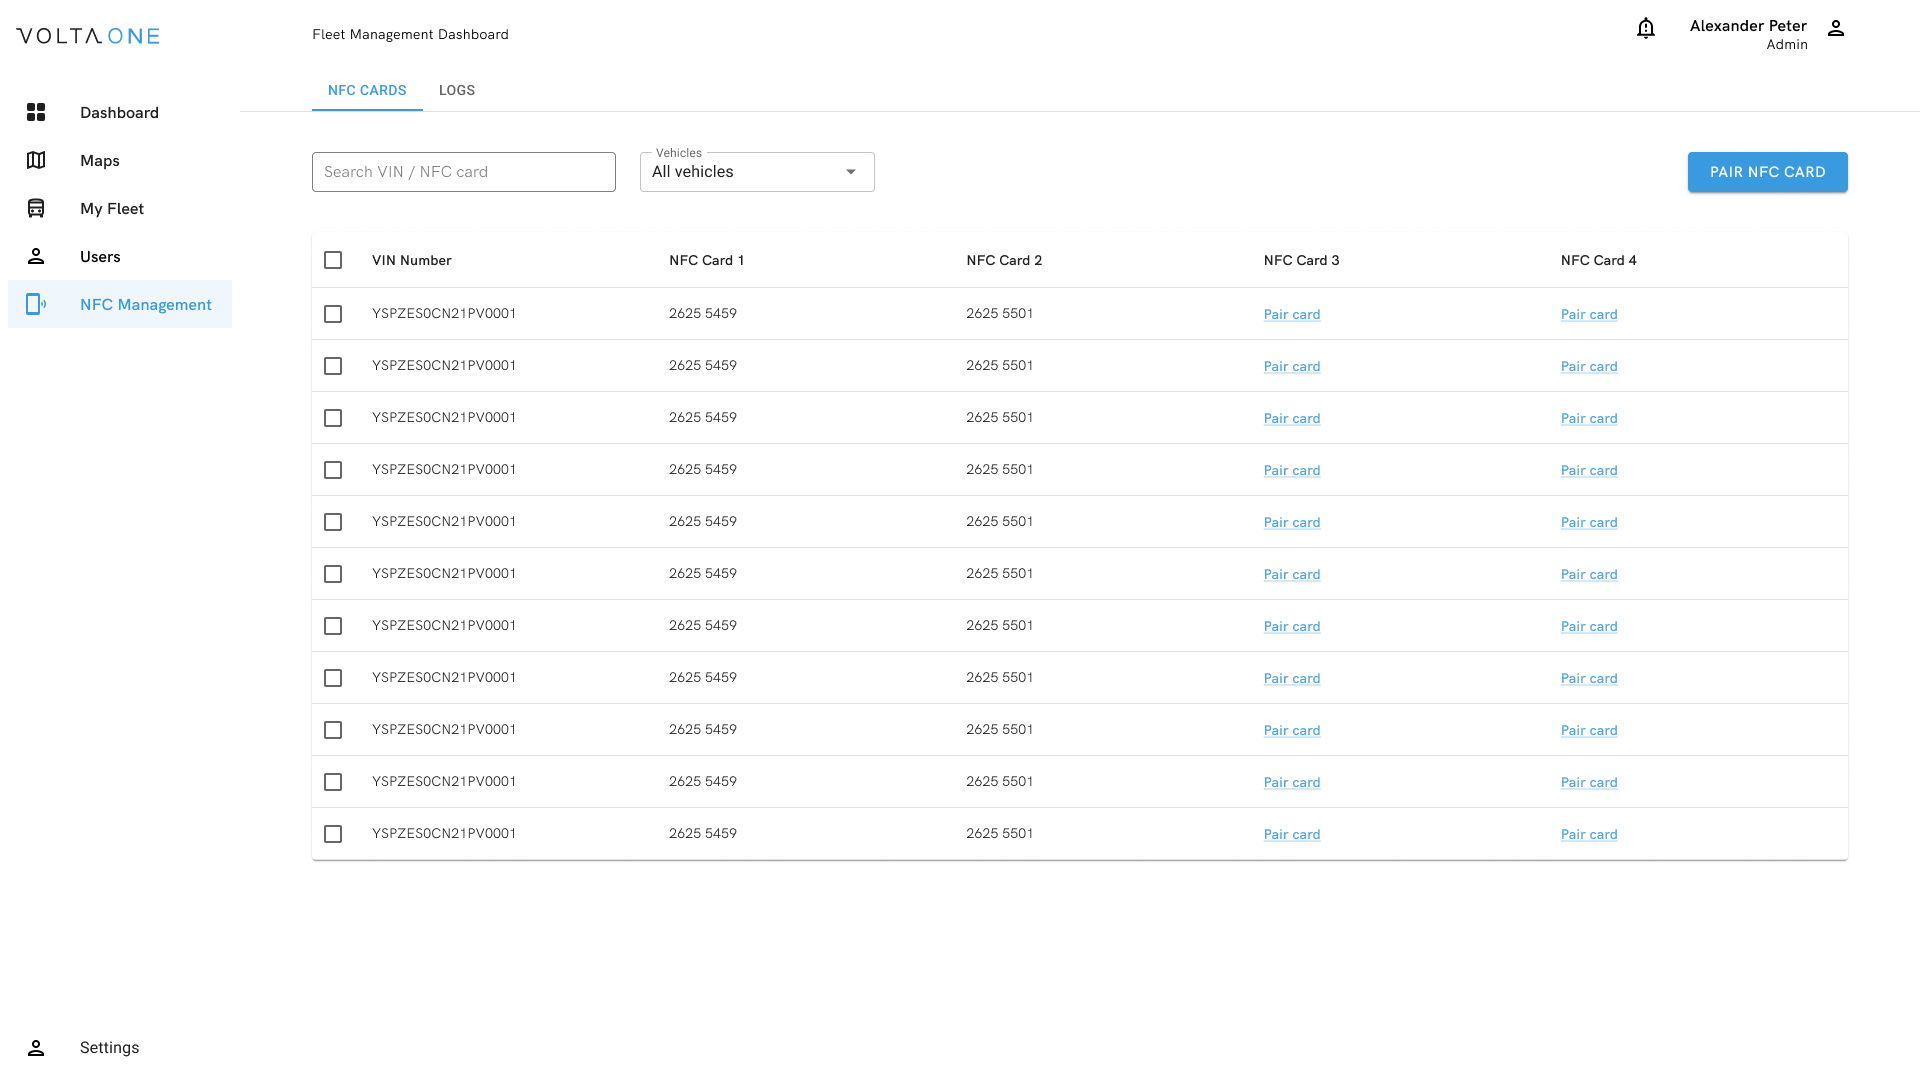 VOLTA ONE
Fleet Management Dashboard
Alexander Peter
Admin
NFC CARDS LOGS
Dashboard
Maps
My Fleet
Users
NFC Management
Settings
Search VIN / NFC card
Vehicles
All vehicles
PAIR NFC CARD
VIN Number NFC Card 1 NFC Card 2 NFC Card 3 NFC Card 4
YSPZES0CN21PV0001 2625 5459 2625 5501 Pair card Pair card
YSPZES0CN21PV0001 2625 5459 2625 5501 Pair card Pair card
YSPZES0CN21PV0001 2625 5459 2625 5501 Pair card Pair card
YSPZES0CN21PV0001 2625 5459 2625 5501 Pair card Pair card
YSPZES0CN21PV0001 2625 5459 2625 5501 Pair card Pair card
YSPZES0CN21PV0001 2625 5459 2625 5501 Pair card Pair card
YSPZES0CN21PV0001 2625 5459 2625 5501 Pair card Pair card
YSPZES0CN21PV0001 2625 5459 2625 5501 Pair card Pair card
YSPZES0CN21PV0001 2625 5459 2625 5501 Pair card Pair card
YSPZES0CN21PV0001 2625 5459 2625 5501 Pair card Pair card
YSPZES0CN21PV0001 2625 5459 2625 5501 Pair card Pair card